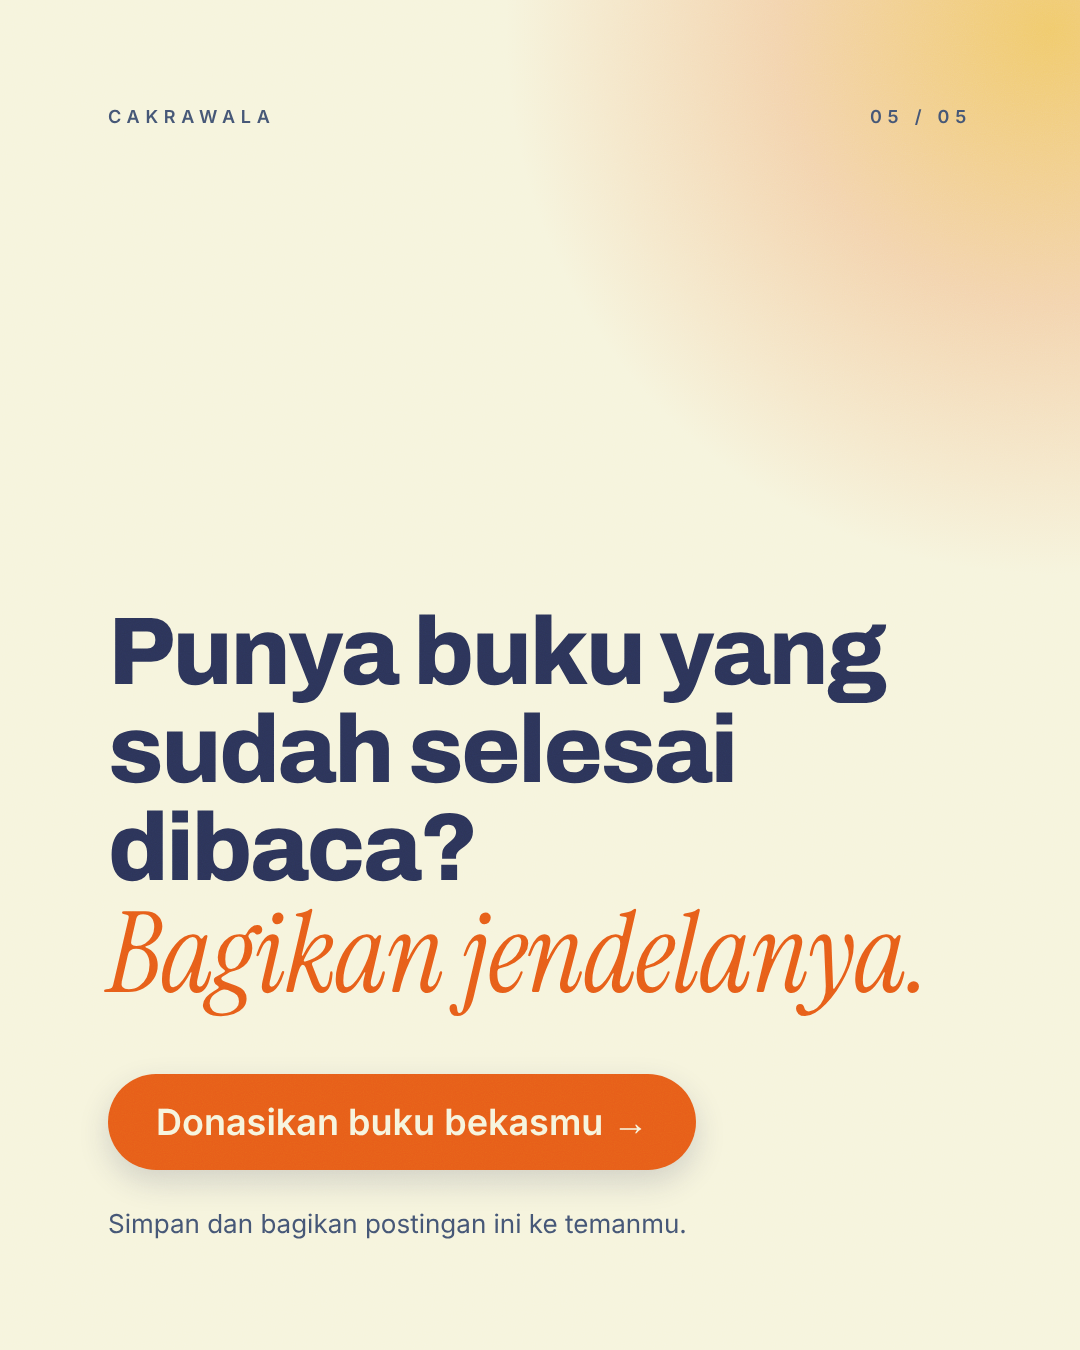 CAKRAWALA
05 / 05
Punya buku yang
sudah selesai
dibaca?
Bagikan jendelanya.
Donasikan buku bekasmu →
Simpan dan bagikan postingan ini ke temanmu.